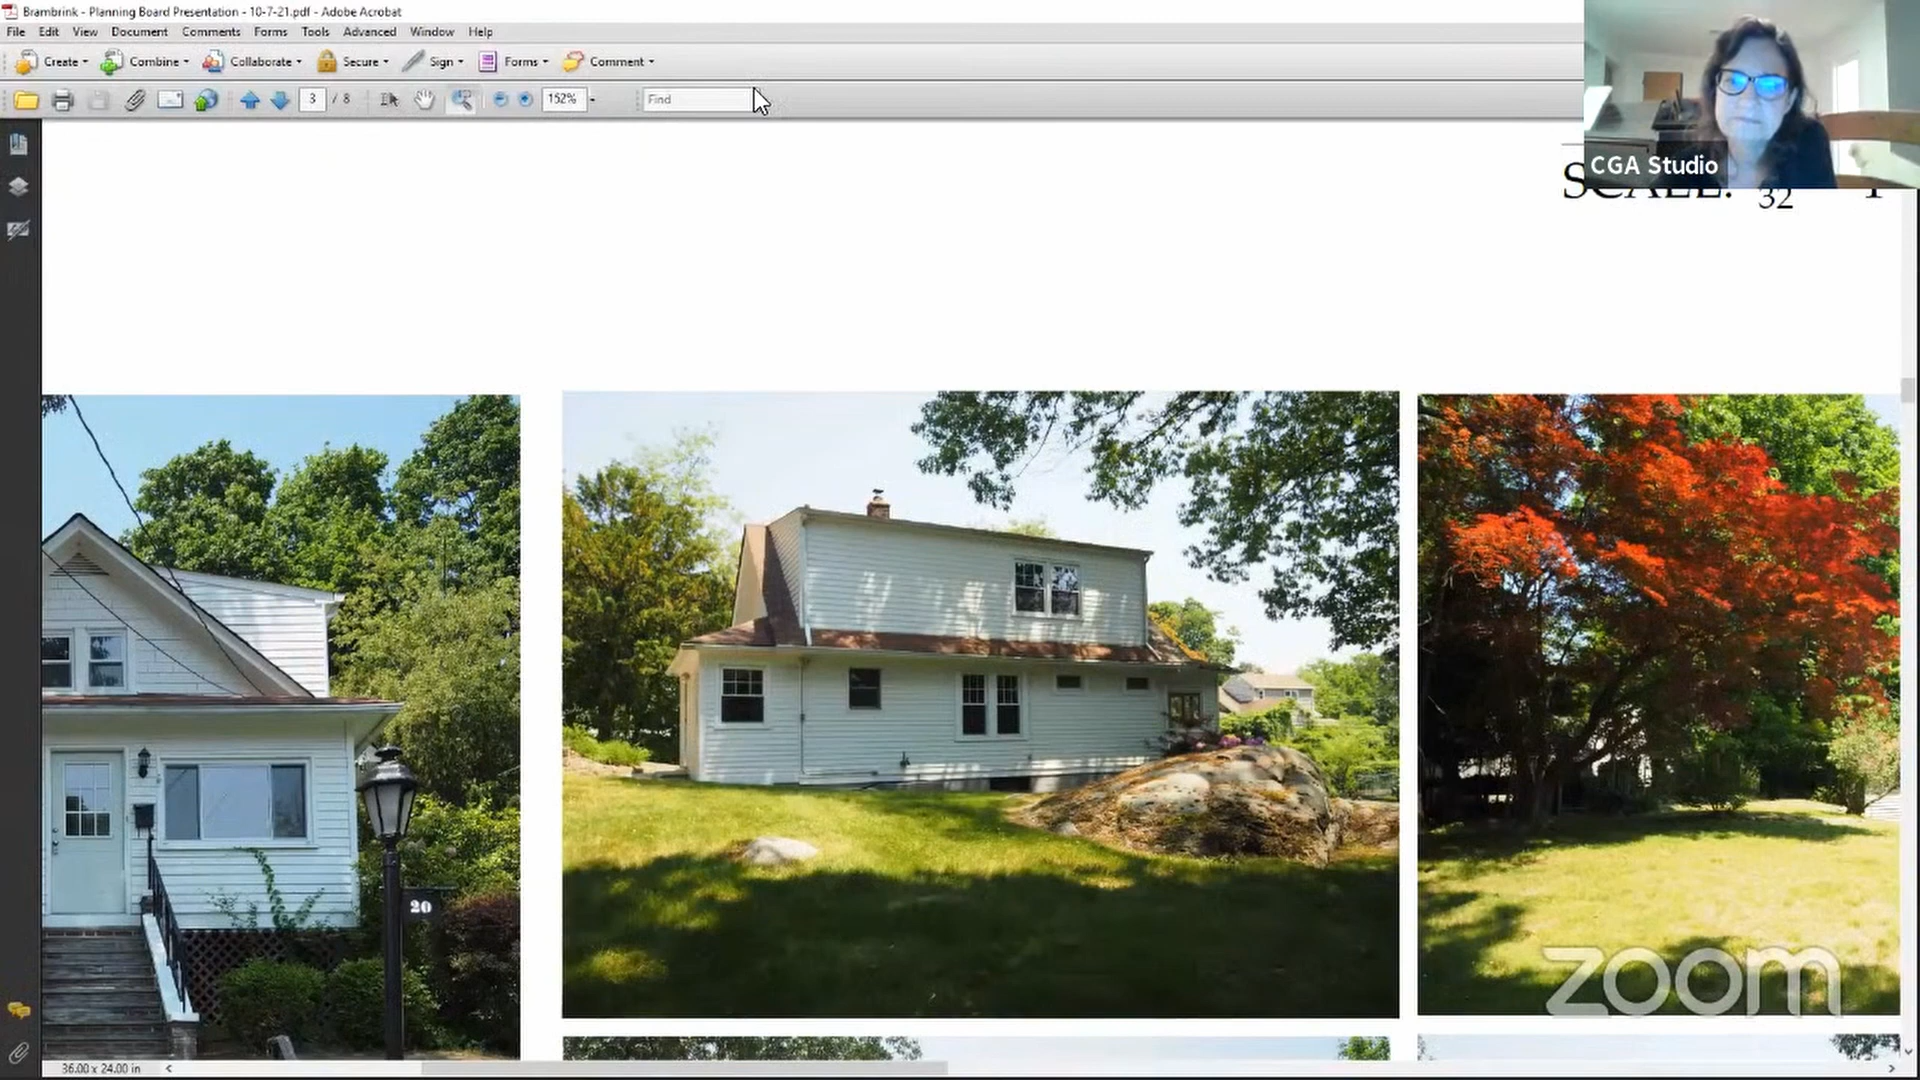 Brambrink - Planning Board Presentation - 10-7-21.pdf - Adobe Acrobat
File Edit View Document Comments Forms Tools Advanced Window Help
Create Combine Collaborate Secure Sign Forms Comment
3 / 8 152% Find
CGA Studio
SCALE:
32
20
zoom
36.00 x 24.00 in